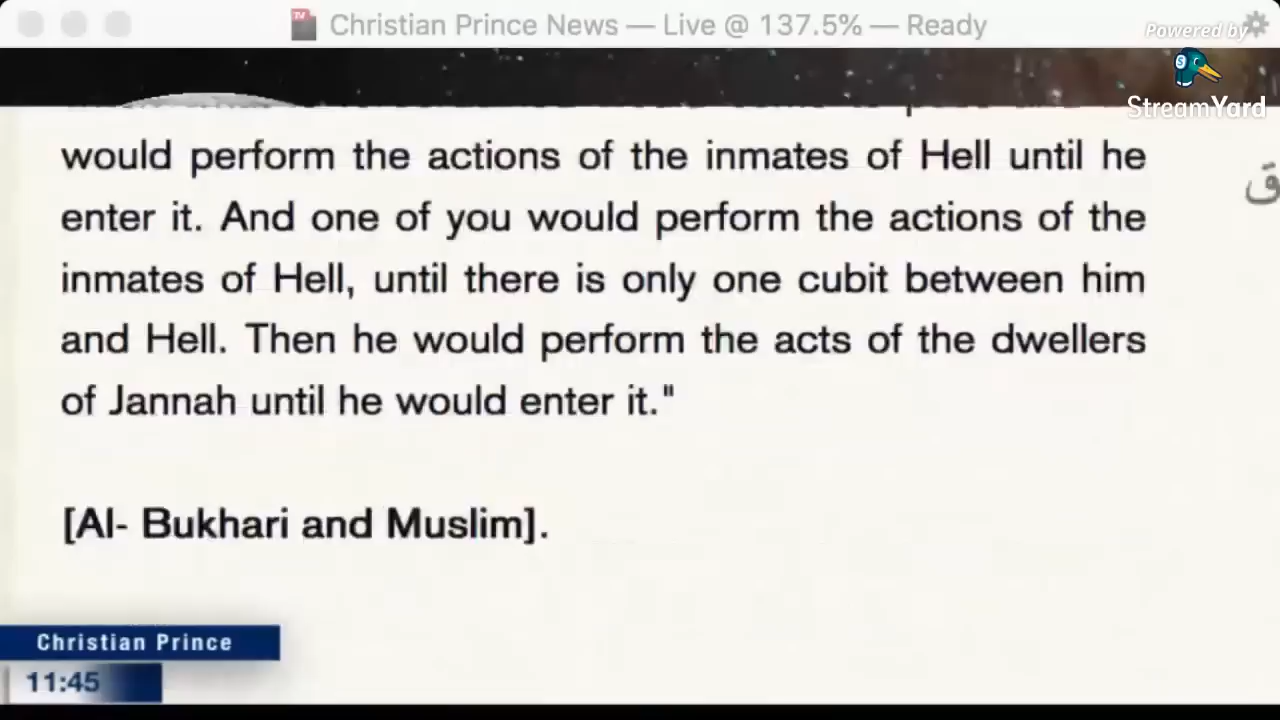 Christian Prince News — Live @ 137.5% — Ready
Powered by
StreamYard
would perform the actions of the inmates of Hell until he
enter it. And one of you would perform the actions of the
inmates of Hell, until there is only one cubit between him
and Hell. Then he would perform the acts of the dwellers
of Jannah until he would enter it."
[Al- Bukhari and Muslim].
Christian Prince
11:45